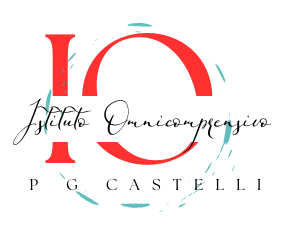 IO
Istituto Omnicomprensivo
P G CASTELLI